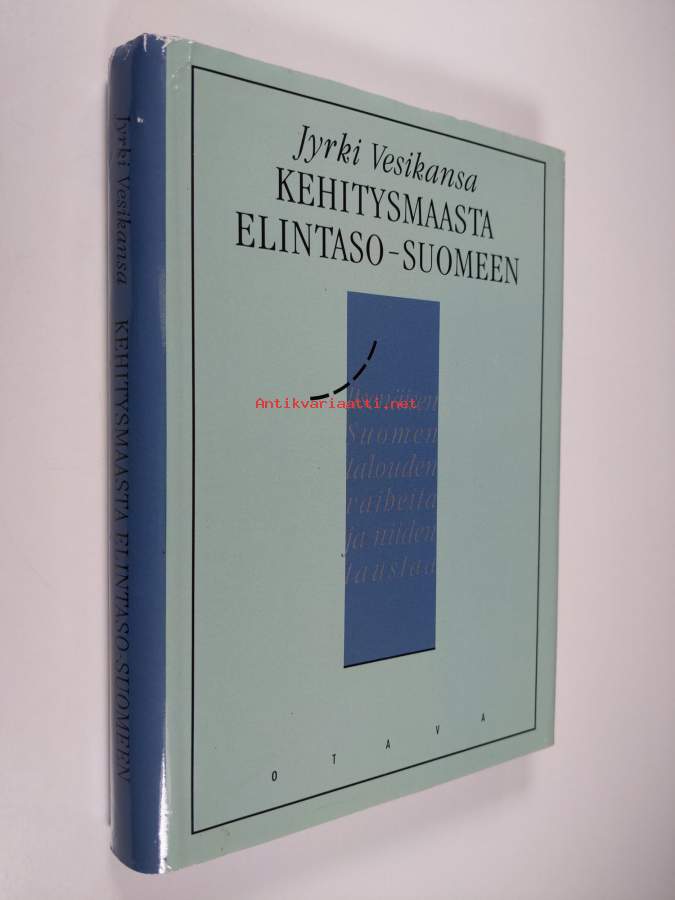 Jyrki Vesikansa
KEHITYSMAASTA
ELINTASO-SUOMEEN
Itsenäisen
Suomen
talouden
vaiheita
ja niiden
taustaa
OTAVA
Jyrki Vesikansa KEHITYSMAASTA ELINTASO-SUOMEEN
Antikvariaatti.net